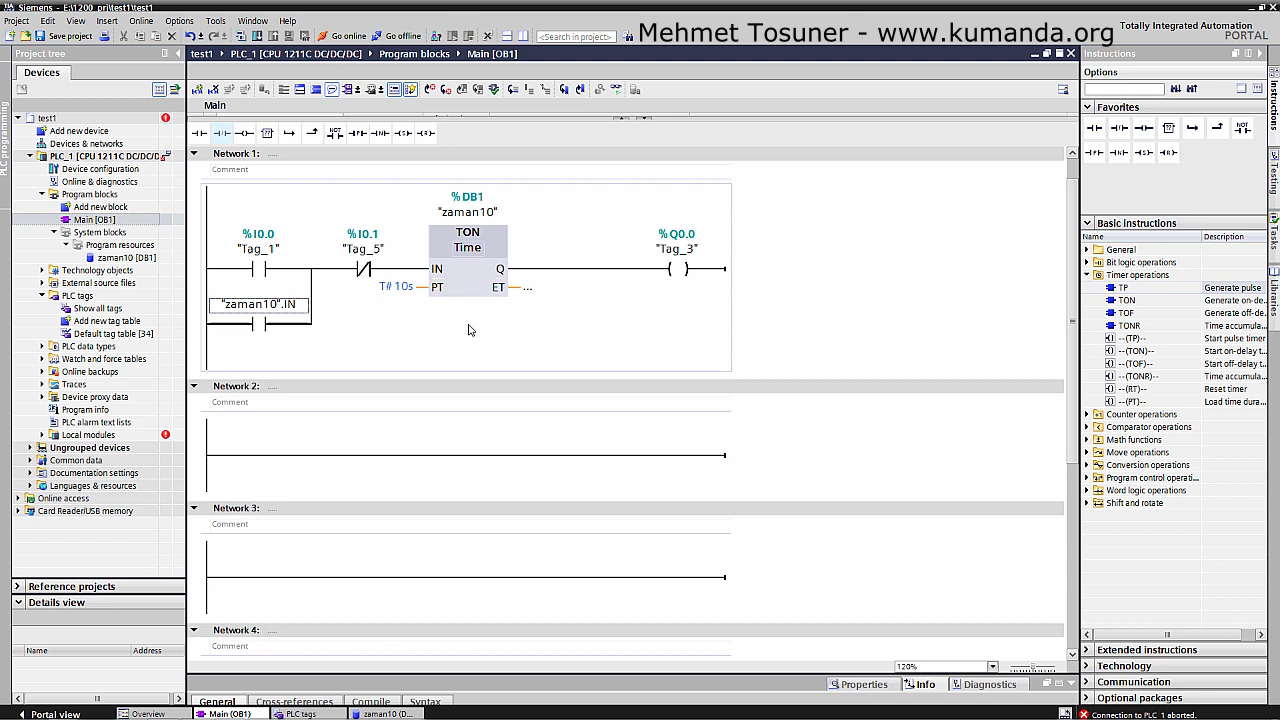 Siemens - E:\1200_prj\test1\test1
Mehmet Tosuner - www.kumanda.org
Project Edit View Insert Online Options Tools Window Help
Totally Integrated Automation
PORTAL
Save project
Go online
Go offline
<Search in project>
Project tree
test1 PLC_1 [CPU 1211C DC/DC/DC] Program blocks Main [OB1]
Instructions
Devices
Options
PLC programming
Main
Favorites
test1
Add new device
Devices & networks
PLC_1 [CPU 1211C DC/DC/D
Device configuration
Online & diagnostics
Program blocks
Add new block
Main [OB1]
System blocks
Program resources
zaman10 [DB1]
Technology objects
External source files
PLC tags
Show all tags
Add new tag table
Default tag table [34]
PLC data types
Watch and force tables
Online backups
Traces
Device proxy data
Program info
PLC alarm text lists
Local modules
Ungrouped devices
Common data
Documentation settings
Languages & resources
Online access
Card Reader/USB memory
Reference projects
Details view
Name Address
Portal view
Network 1: .....
Comment
%DB1
"zaman10"
%I0.0
"Tag_1"
%I0.1
"Tag_5"
TON
Time
%Q0.0
"Tag_3"
IN Q
T# 10s PT ET ...
"zaman10".IN
Network 2: .....
Comment
Network 3: .....
Comment
Network 4: .....
Comment
120%
Properties Info Diagnostics
General Cross-references Compile Syntax
Basic instructions
Name Description
General
Bit logic operations
Timer operations
TP Generate pulse
TON Generate on-de...
TOF Generate off-de...
TONR Time accumula...
--(TP)-- Start pulse timer
--(TON)-- Start on-delay t...
--(TOF)-- Start off-delay t...
--(TONR)-- Time accumula...
--(RT)-- Reset timer
--(PT)-- Load time dura...
Counter operations
Comparator operations
Math functions
Move operations
Conversion operations
Program control operati...
Word logic operations
Shift and rotate
Extended instructions
Technology
Communication
Optional packages
Instructions
Testing
Tasks
Libraries
Overview
Main (OB1)
PLC tags
zaman10 (D...
Connection to PLC_1 aborted.